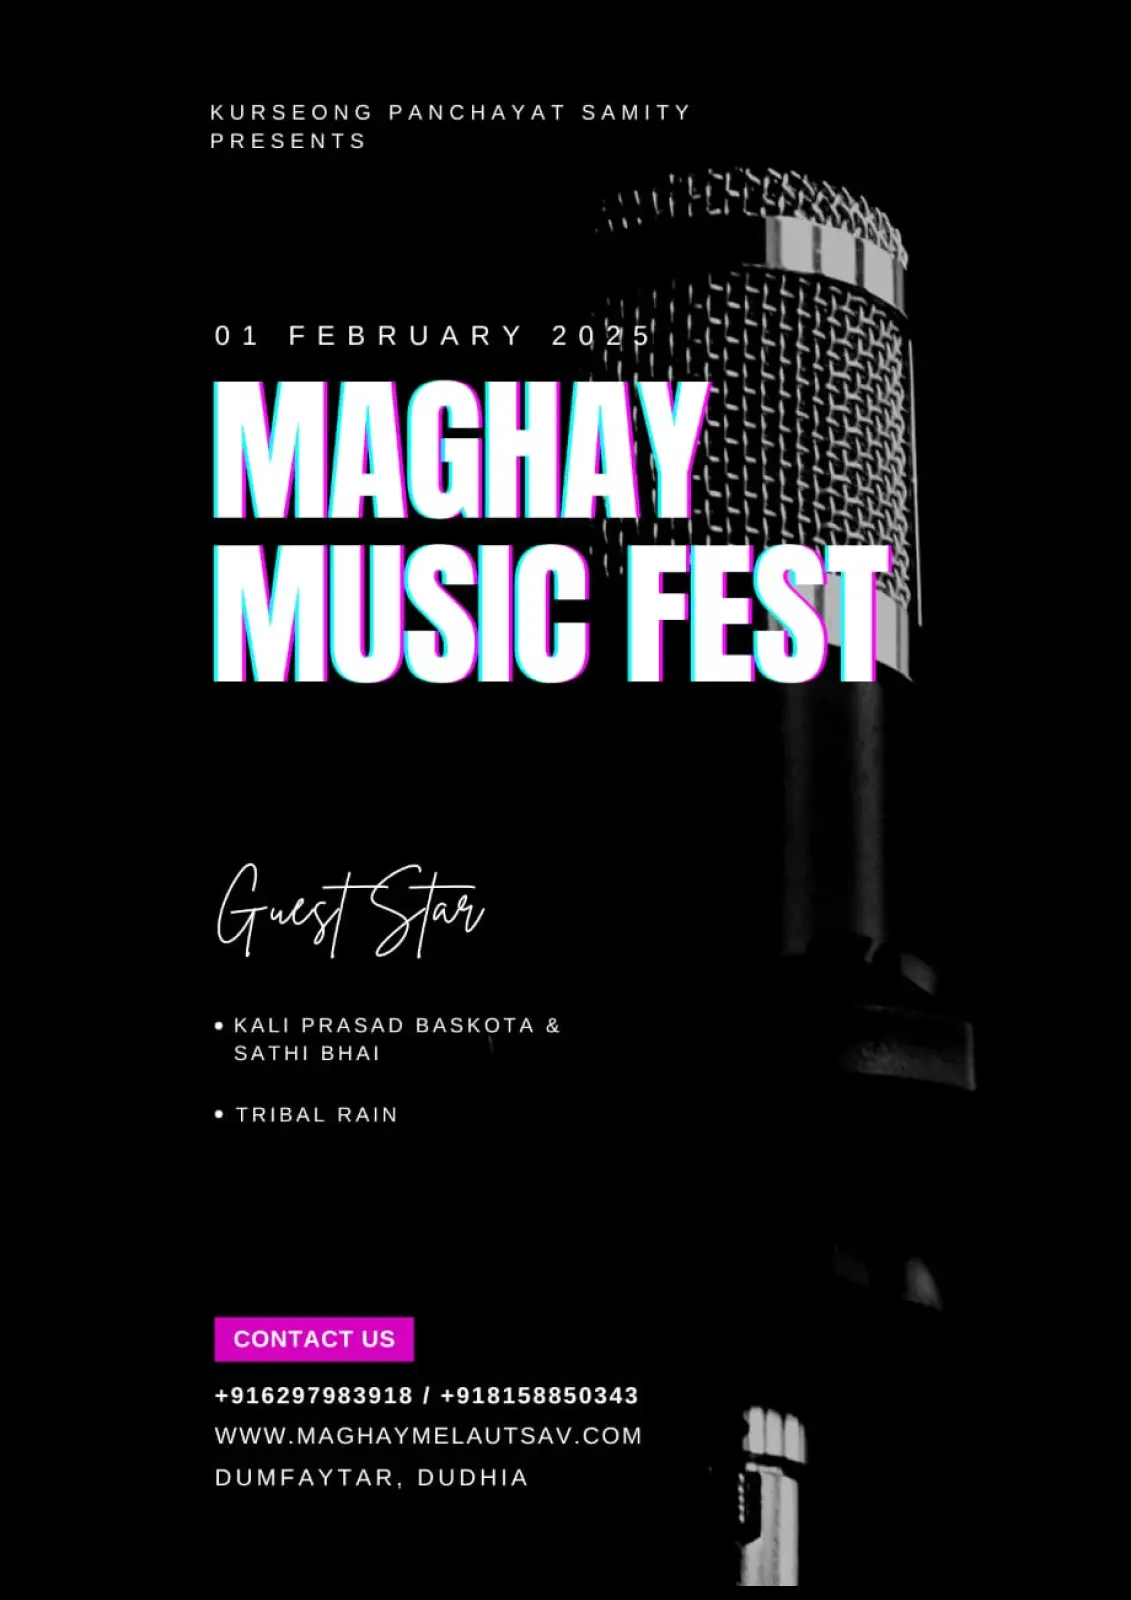 KURSEONG PANCHAYAT SAMITY
PRESENTS
01 FEBRUARY 2025
MAGHAY
MUSIC FEST
Guest Star
• KALI PRASAD BASKOTA &
SATHI BHAI
• TRIBAL RAIN
CONTACT US
+916297983918 / +918158850343
WWW.MAGHAYMELAUTSAV.COM
DUMFAYTAR, DUDHIA